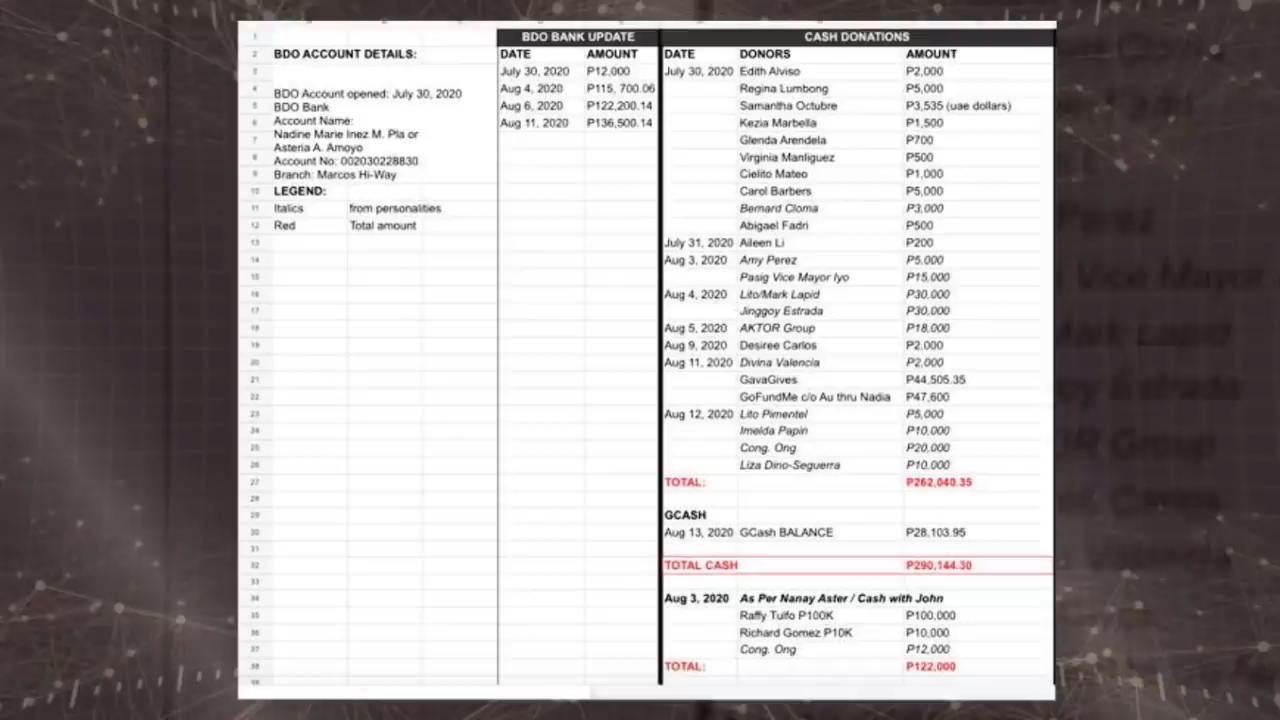 BDO BANK UPDATE CASH DONATIONS
BDO ACCOUNT DETAILS: DATE AMOUNT DATE DONORS AMOUNT
July 30, 2020 P12,000 July 30, 2020 Edith Alviso P2,000
BDO Account opened: July 30, 2020 Aug 4, 2020 P115, 700.06 Regina Lumbong P5,000
BDO Bank Aug 6, 2020 P122,200.14 Samantha Octubre P3,535 (uae dollars)
Account Name: Aug 11, 2020 P136,500.14 Kezia Marbella P1,500
Nadine Marie Inez M. Pla or Glenda Arendela P700
Asteria A. Amoyo
Account No: 002030228830 Virginia Manliguez P500
Branch: Marcos Hi-Way Cielito Mateo P1,000
LEGEND: Carol Barbers P5,000
Italics from personalities Bernard Cloma P3,000
Red Total amount Abigael Fadri P500
July 31, 2020 Aileen Li P200
Aug 3, 2020 Amy Perez P5,000
Pasig Vice Mayor Iyo P15,000
Aug 4, 2020 Lito/Mark Lapid P30,000
Jinggoy Estrada P30,000
Aug 5, 2020 AKTOR Group P18,000
Aug 9, 2020 Desiree Carlos P2,000
Aug 11, 2020 Divina Valencia P2,000
GavaGives P44,505.35
GoFundMe c/o Au thru Nadia P47,600
Aug 12, 2020 Lito Pimentel P5,000
Imelda Papin P10,000
Cong. Ong P20,000
Liza Dino-Seguerra P10,000
TOTAL: P262,040.35
GCASH
Aug 13, 2020 GCash BALANCE P28,103.95
TOTAL CASH P290,144.30
Aug 3, 2020 As Per Nanay Aster / Cash with John
Raffy Tulfo P100K P100,000
Richard Gomez P10K P10,000
Cong. Ong P12,000
TOTAL: P122,000